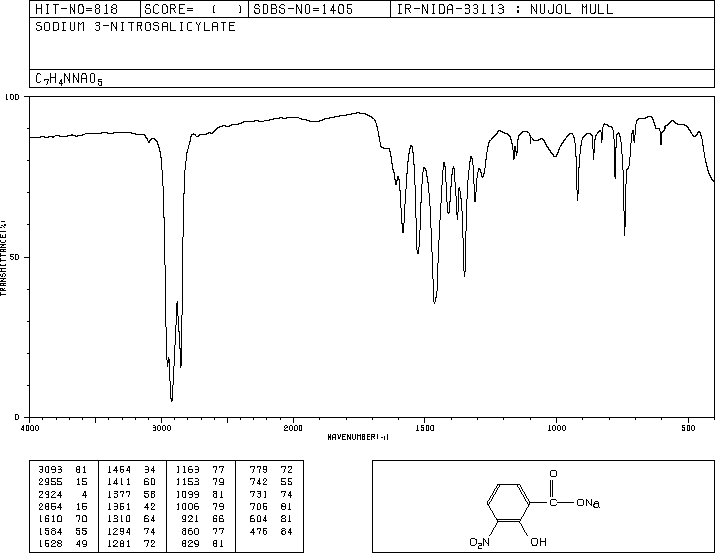 HIT-NO=818 SCORE= ( ) SDBS-NO=1405 IR-NIDA-33113 : NUJOL MULL
SODIUM 3-NITROSALICYLATE
C7H4NNAO5
100
50
0
TRANSMITTANCE(%)
4000 3000 2000 1500 1000 500
WAVENUMBER(-1)
3093 81 1464 34 1163 77 779 72
2955 15 1411 60 1153 79 742 55
2924 4 1377 58 1099 81 731 74
2854 15 1351 42 1006 79 706 81
1610 70 1310 64 921 66 604 81
1584 55 1294 74 860 77 476 84
1528 49 1281 72 829 81
O
C
ONa
O2N
OH